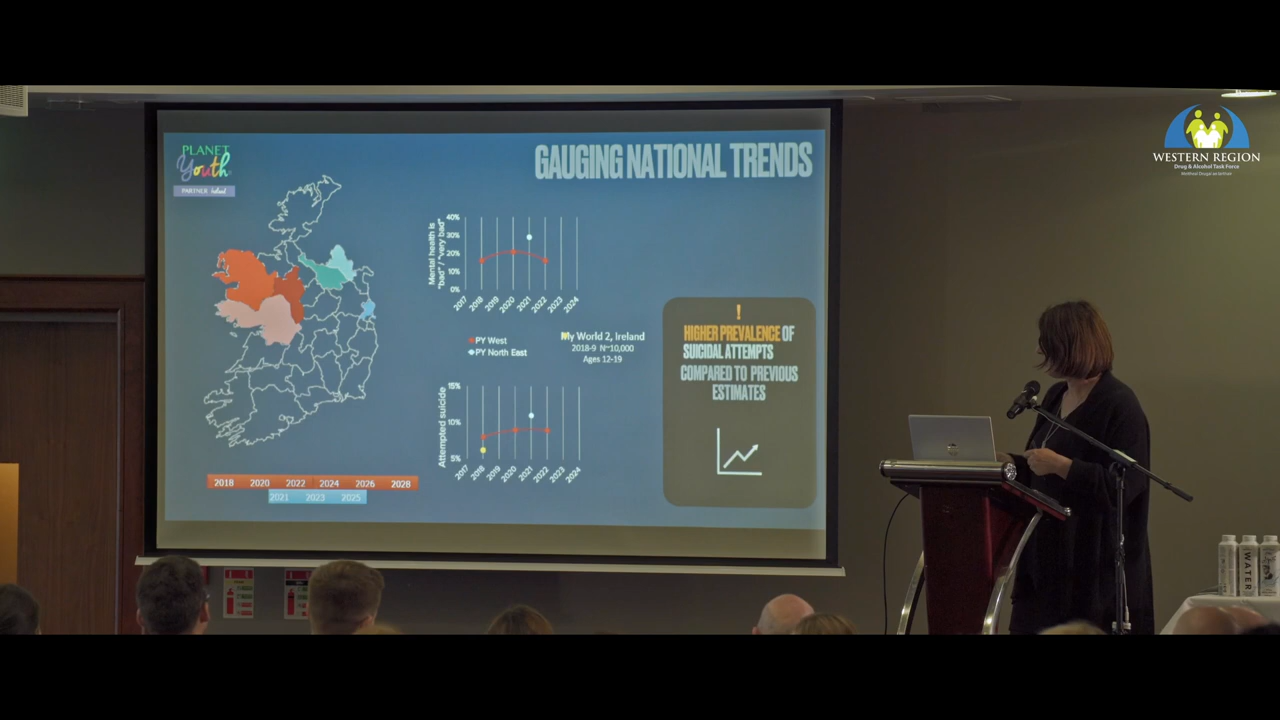 PLANET
Youth
PARTNER Ireland
GAUGING NATIONAL TRENDS
Mental health is
"bad" / "very bad"
40%
30%
20%
10%
0%
2017 2018 2019 2020 2021 2022 2023 2024
PY West
PY North East
My World 2, Ireland
2018-9 N~10,000
Ages 12-19
Attempted suicide
15%
10%
5%
2017 2018 2019 2020 2021 2022 2023 2024
2018 2020 2022 2024 2026 2028
2021 2023 2025
!
HIGHER PREVALENCE OF
SUICIDAL ATTEMPTS
COMPARED TO PREVIOUS
ESTIMATES
WESTERN REGION
Drug & Alcohol Task Force
WATER